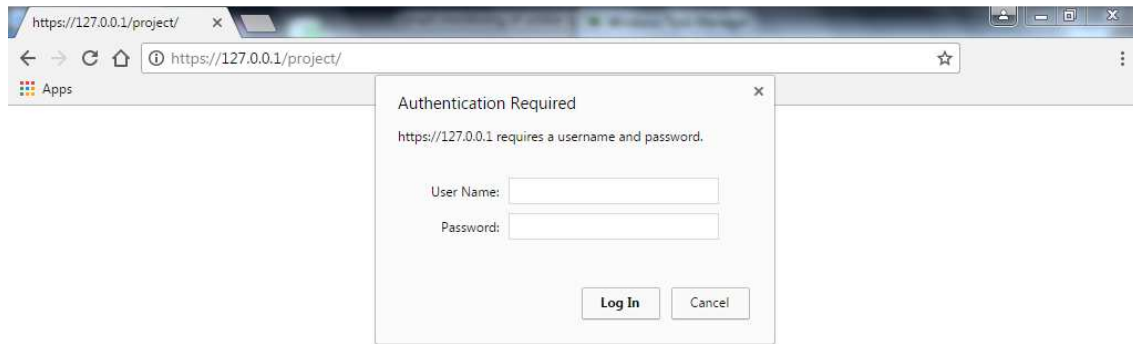 https://127.0.0.1/project/
https://127.0.0.1/project/
Apps
Authentication Required
https://127.0.0.1 requires a username and password.
User Name:
Password:
Log In
Cancel